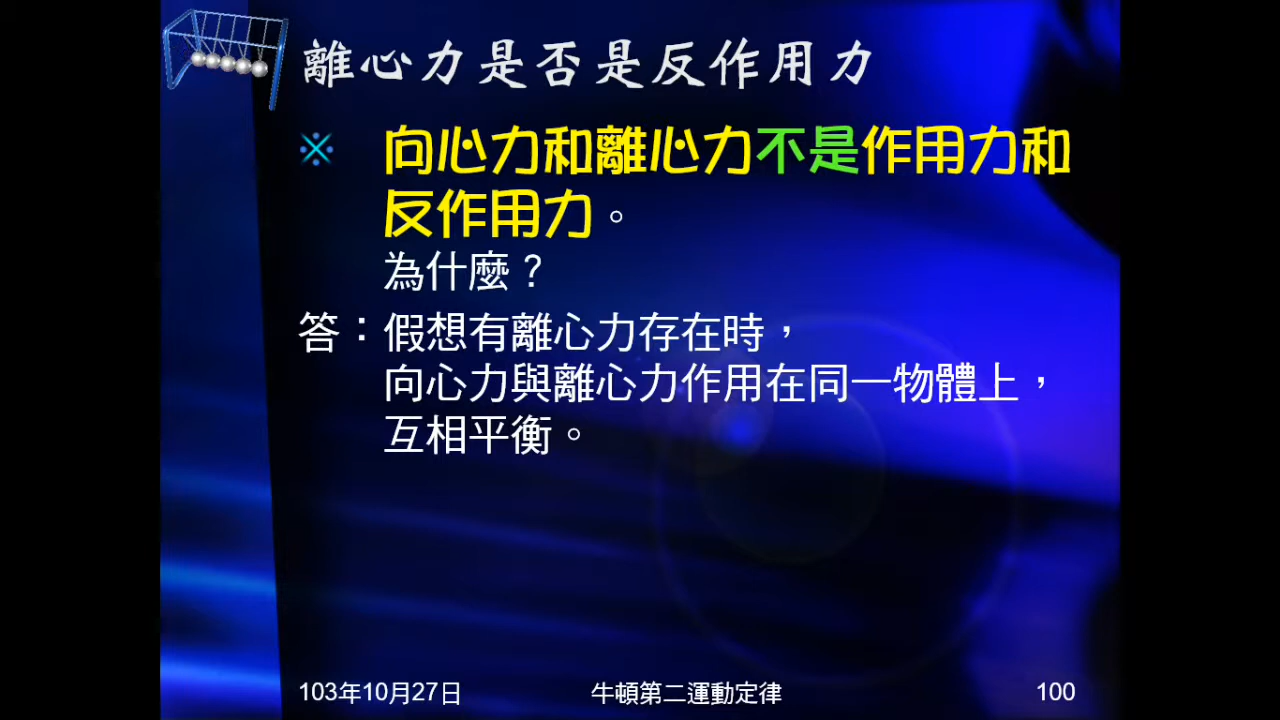 離心力是否是反作用力
※ 向心力和離心力不是作用力和
反作用力。
為什麼？
答：假想有離心力存在時，
向心力與離心力作用在同一物體上，
互相平衡。
103年10月27日 牛頓第二運動定律 100